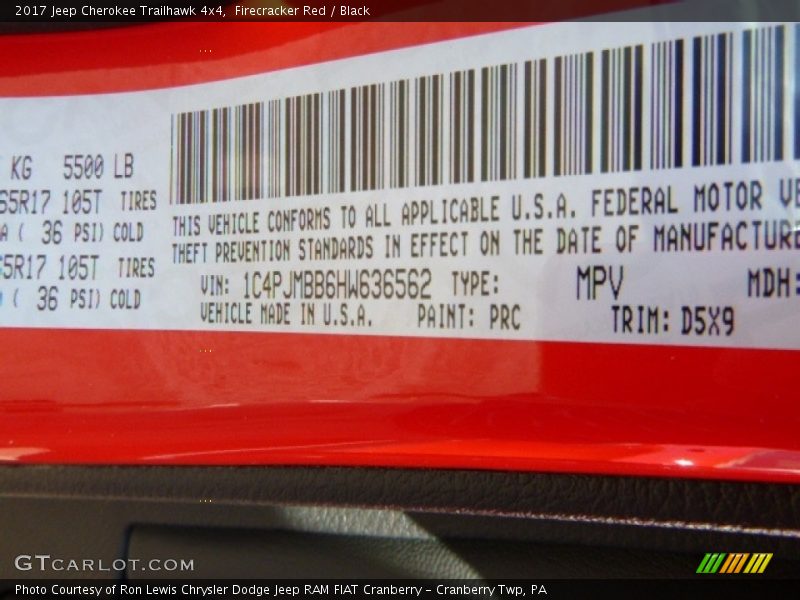 2017 Jeep Cherokee Trailhawk 4x4,  Firecracker Red / Black
KG 5500 LB
65R17 105T TIRES
( 36 PSI) COLD
65R17 105T TIRES
( 36 PSI) COLD
THIS VEHICLE CONFORMS TO ALL APPLICABLE U.S.A. FEDERAL MOTOR VE
THEFT PREVENTION STANDARDS IN EFFECT ON THE DATE OF MANUFACTURE
VIN: 1C4PJMBB6HW636562 TYPE: MPV MDH:
VEHICLE MADE IN U.S.A. PAINT: PRC TRIM: D5X9
GTCARLOT.COM
Photo Courtesy of Ron Lewis Chrysler Dodge Jeep RAM FIAT Cranberry - Cranberry Twp, PA